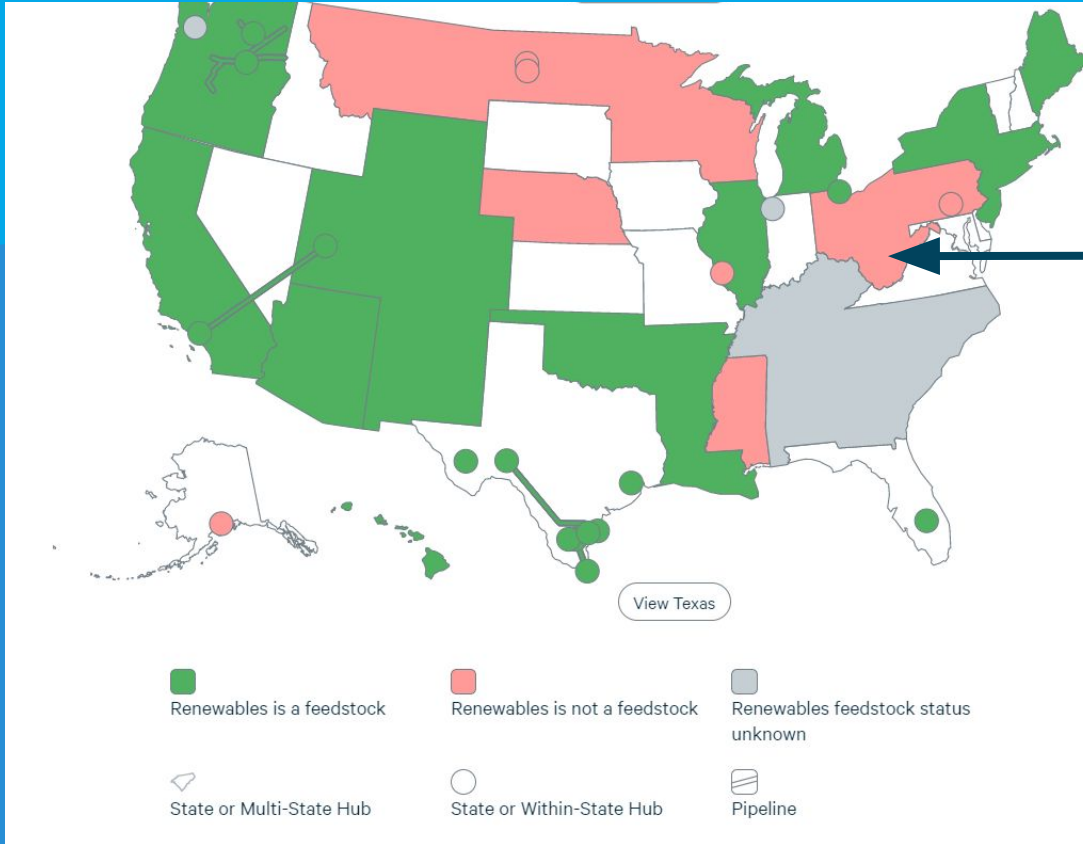 View Texas
Renewables is a feedstock
Renewables is not a feedstock
Renewables feedstock status
unknown
State or Multi-State Hub
State or Within-State Hub
Pipeline